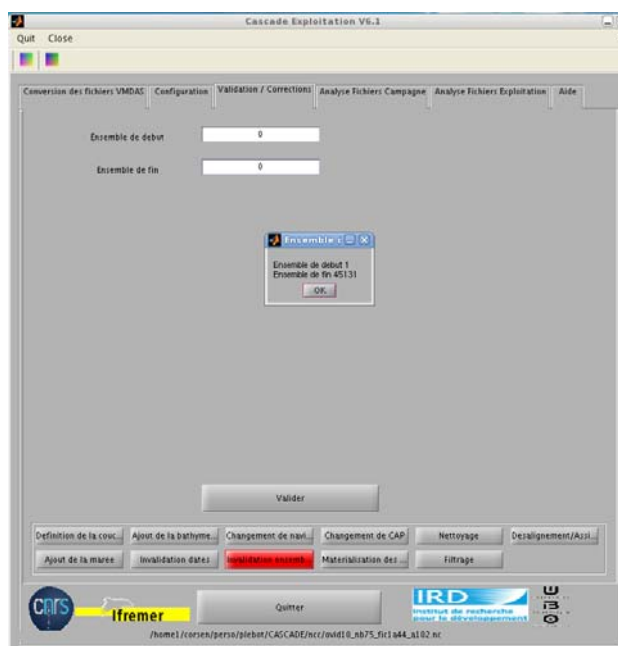 Cascade Exploitation V6.1
Quit Close
Conversion des fichiers VMDAS Configuration Validation / Corrections Analyse Fichiers Campagne Analyse Fichiers Exploitation Aide
Ensemble de debut 0
Ensemble de fin 0
Ensemble
Ensemble de debut 1
Ensemble de fin 45131
OK
Valider
Definition de la couc... Ajout de la bathyme... Changement de navi... Changement de CAP Nettoyage Desalignement/Assi...
Ajout de la maree Invalidation dates Invalidation ensemb... Materialisation des ... Filtrage
cnrs Ifremer Quitter IRD
Institut de recherche
pour le développement
UBO
/home1/corsen/perso/plebot/CASCADE/ncc/ovid10_nb75_fic1a44_a102.nc